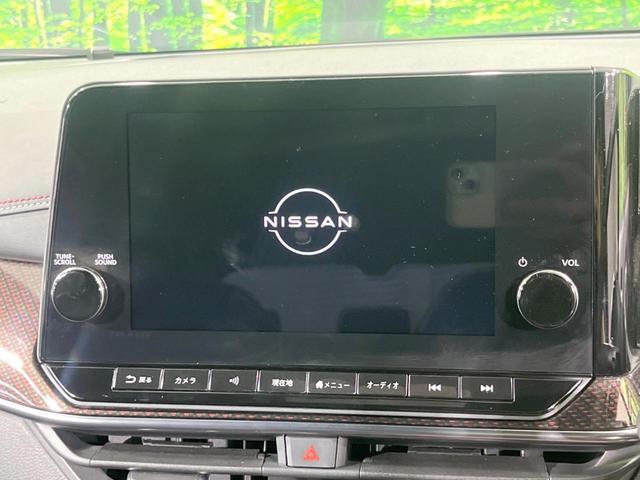 NISSAN
TUNE-
SCROLL
PUSH
SOUND
VOL
戻る
カメラ
現在地
メニュー
オーディオ